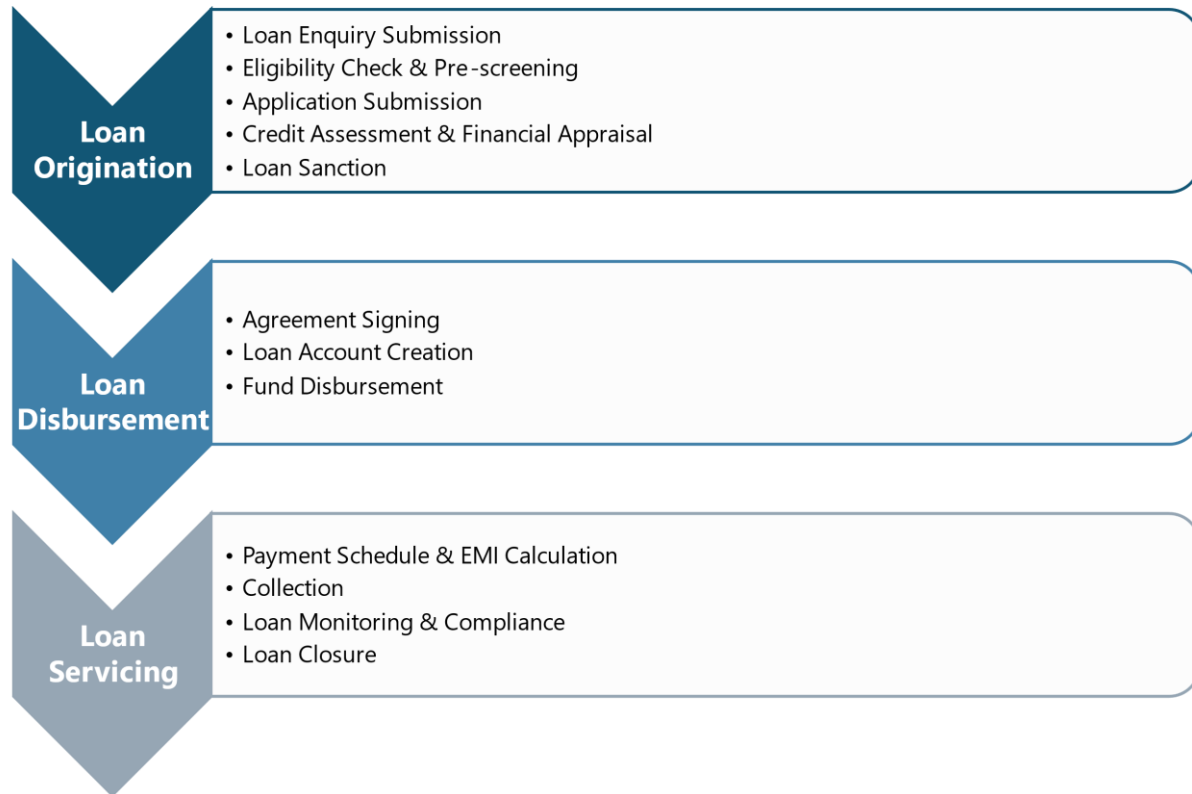 Loan
Origination
• Loan Enquiry Submission
• Eligibility Check & Pre-screening
• Application Submission
• Credit Assessment & Financial Appraisal
• Loan Sanction
Loan
Disbursement
• Agreement Signing
• Loan Account Creation
• Fund Disbursement
Loan
Servicing
• Payment Schedule & EMI Calculation
• Collection
• Loan Monitoring & Compliance
• Loan Closure